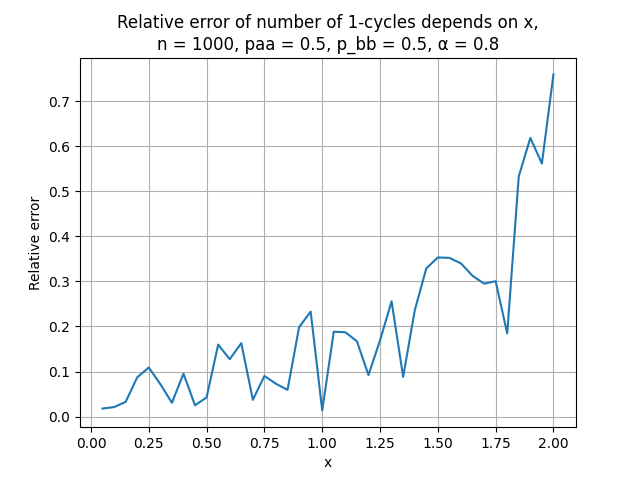 Relative error of number of 1-cycles depends on x,
n = 1000, paa = 0.5, p_bb = 0.5, α = 0.8
Relative error
0.7
0.6
0.5
0.4
0.3
0.2
0.1
0.0
0.00 0.25 0.50 0.75 1.00 1.25 1.50 1.75 2.00
x